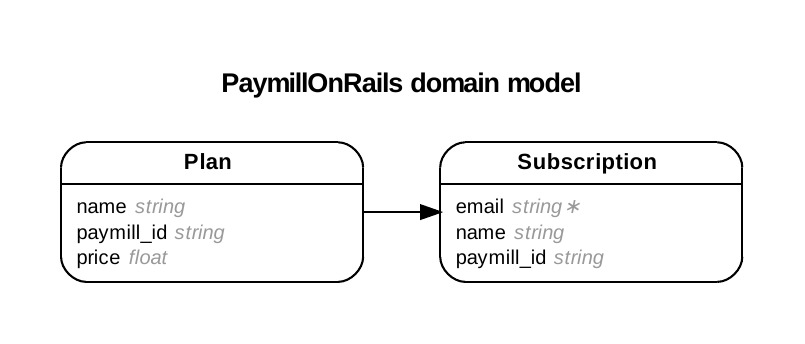 PaymillOnRails domain model
Plan
name string
paymill_id string
price float
Subscription
email string∗
name string
paymill_id string